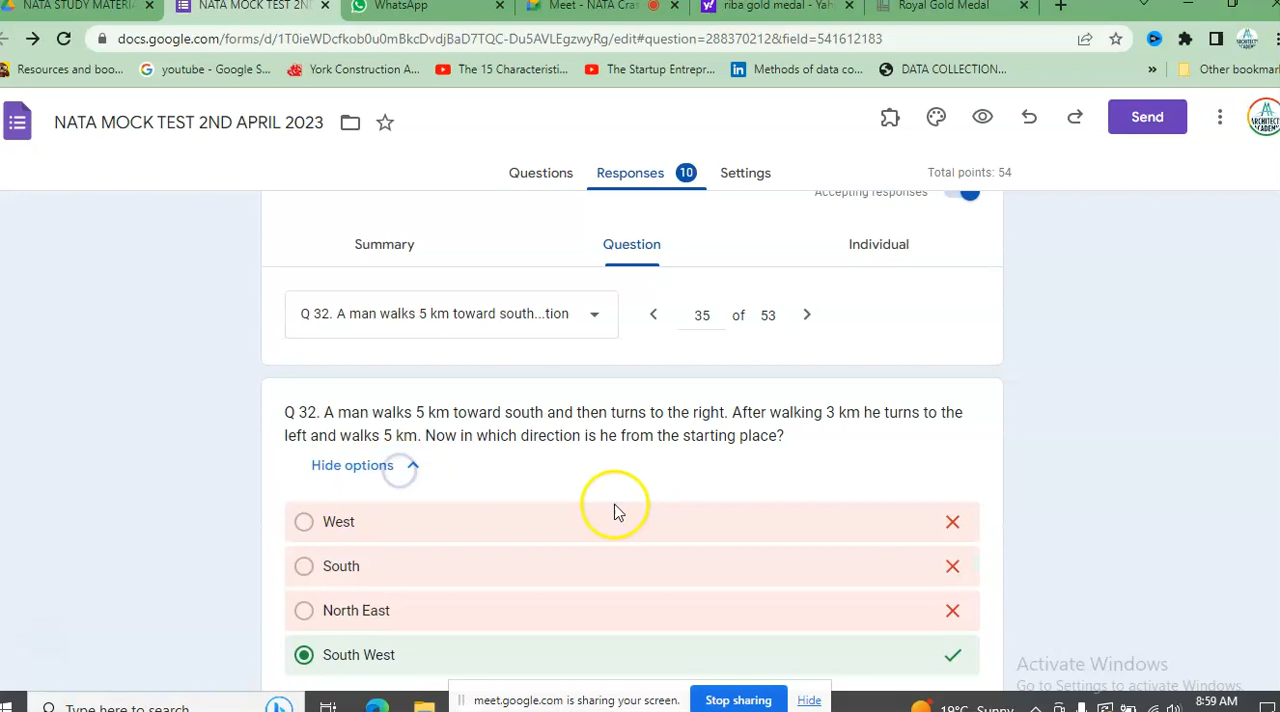 NATA STUDY MATERI
NATA MOCK TEST 2N
WhatsApp
Meet - NATA Cras
riba gold medal - Yah
Royal Gold Medal
docs.google.com/forms/d/1T0ieWDcfkob0u0mBkcDvdjBaD7TQC-Du5AVLEgzwyRg/edit#question=288370212&field=541612183
Resources and boo...
youtube - Google S...
York Construction A...
The 15 Characteristi...
The Startup Entrepr...
Methods of data co...
DATA COLLECTION...
»
Other bookmar
NATA MOCK TEST 2ND APRIL 2023
Send
ARCHITECT
ACADEMY
Questions
Responses 10
Settings
Total points: 54
Accepting responses
Summary
Question
Individual
Q 32. A man walks 5 km toward south...tion
35 of 53
Q 32. A man walks 5 km toward south and then turns to the right. After walking 3 km he turns to the
left and walks 5 km. Now in which direction is he from the starting place?
Hide options
West
South
North East
South West
Activate Windows
Go to Settings to activate Windows.
meet.google.com is sharing your screen.
Stop sharing
Hide
Type here to search
19°C Sunny
8:59 AM